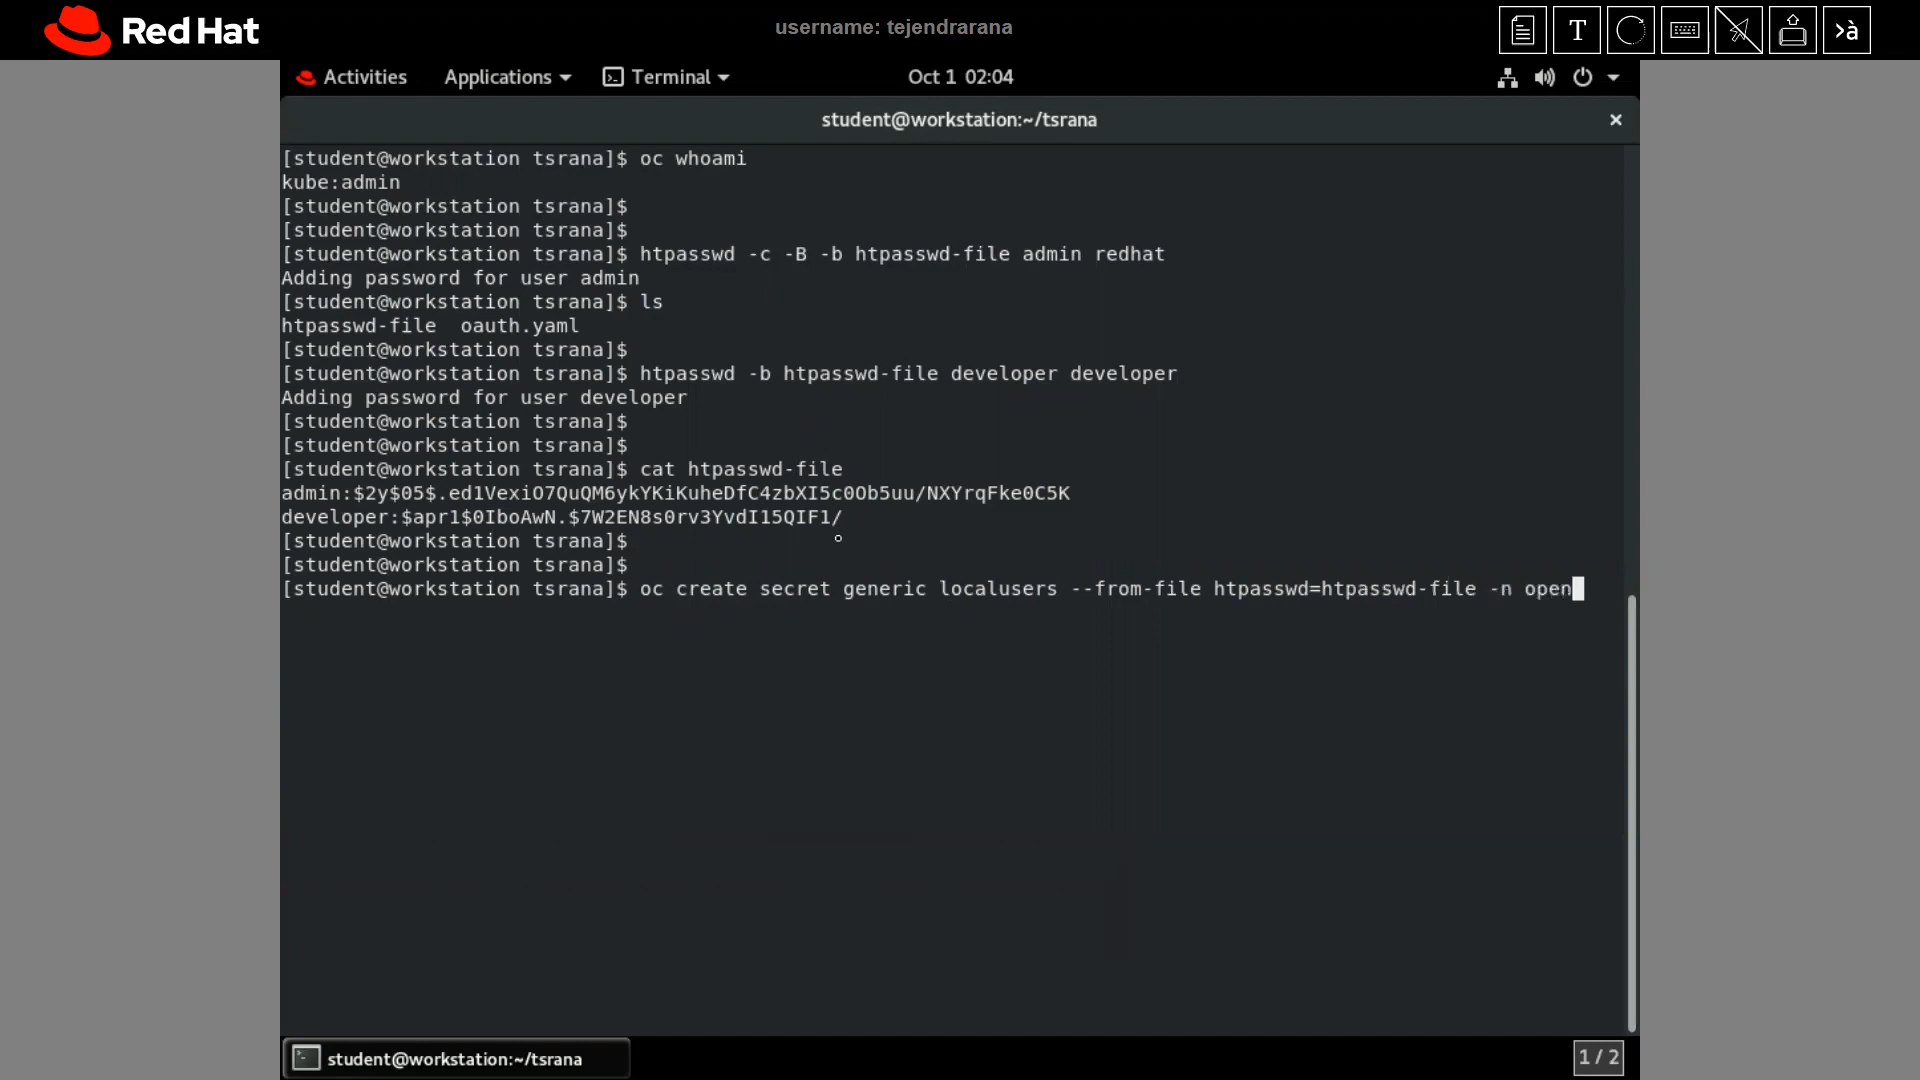 Red Hat
username: tejendrarana
T
>à
Activities Applications Terminal Oct 1 02:04
student@workstation:~/tsrana ×
[student@workstation tsrana]$ oc whoami
kube:admin
[student@workstation tsrana]$
[student@workstation tsrana]$
[student@workstation tsrana]$ htpasswd -c -B -b htpasswd-file admin redhat
Adding password for user admin
[student@workstation tsrana]$ ls
htpasswd-file  oauth.yaml
[student@workstation tsrana]$
[student@workstation tsrana]$ htpasswd -b htpasswd-file developer developer
Adding password for user developer
[student@workstation tsrana]$
[student@workstation tsrana]$
[student@workstation tsrana]$ cat htpasswd-file
admin:$2y$05$.ed1VexiO7QuQM6ykYKiKuheDfC4zbXI5c0Ob5uu/NXYrqFke0C5K
developer:$apr1$0IboAwN.$7W2EN8s0rv3YvdI15QIF1/
[student@workstation tsrana]$
[student@workstation tsrana]$
[student@workstation tsrana]$ oc create secret generic localusers --from-file htpasswd=htpasswd-file -n open
student@workstation:~/tsrana
1 / 2